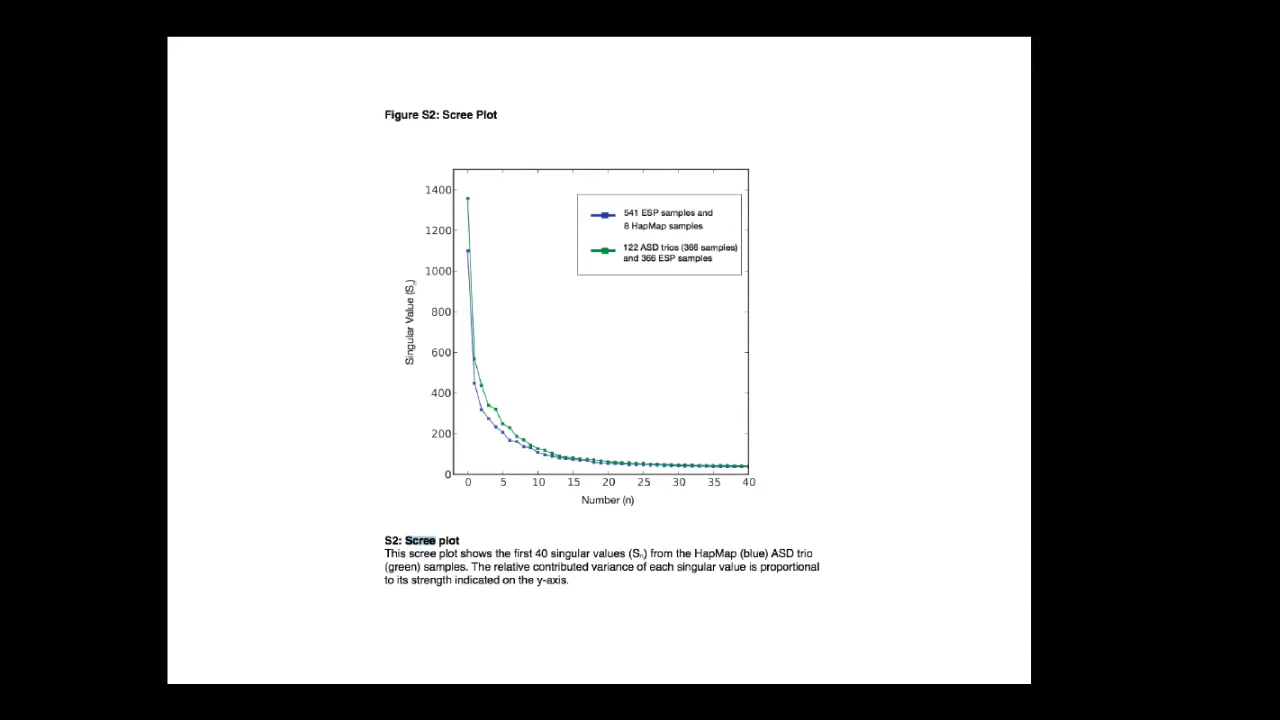 Figure S2: Scree Plot
1400
1200
1000
800
600
400
200
0
Singular Value (Sn)
541 ESP samples and
8 HapMap samples
122 ASD trios (366 samples)
and 366 ESP samples
0 5 10 15 20 25 30 35 40
Number (n)
S2: Scree plot
This scree plot shows the first 40 singular values (Sn) from the HapMap (blue) ASD trio
(green) samples. The relative contributed variance of each singular value is proportional
to its strength indicated on the y-axis.